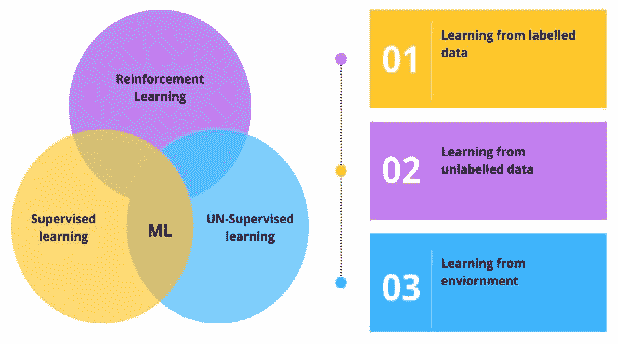 Reinforcement
Learning
Supervised
learning
ML
UN-Supervised
learning
01
Learning from labelled
data
02
Learning from
unlabelled data
03
Learning from
enviornment